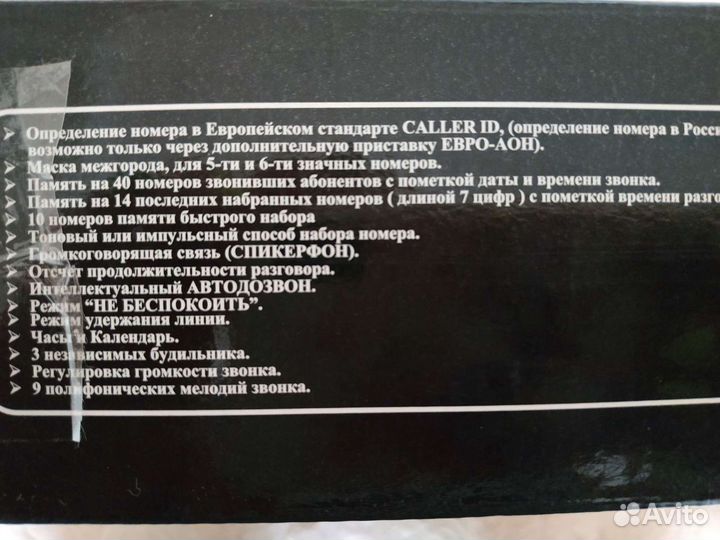 Определение номера в Европейском стандарте CALLER ID, (определение номера в Росси
возможно только через дополнительную приставку ЕВРО-АОН).
Маска межгорода, для 5-ти и 6-ти значных номеров.
Память на 40 номеров звонивших абонентов с пометкой даты и времени звонка.
Память на 14 последних набранных номеров ( длиной 7 цифр ) с пометкой времени разго
10 номеров памяти быстрого набора
Тоновый или импульсный способ набора номера.
Громкоговорящая связь (СПИКЕРФОН).
Отсчет продолжительности разговора.
Интеллектуальный АВТОДОЗВОН.
Режим “НЕ БЕСПОКОИТЬ”.
Режим удержания линии.
Часы и Календарь.
3 независимых будильника.
Регулировка громкости звонка.
9 полифонических мелодий звонка.
Avito